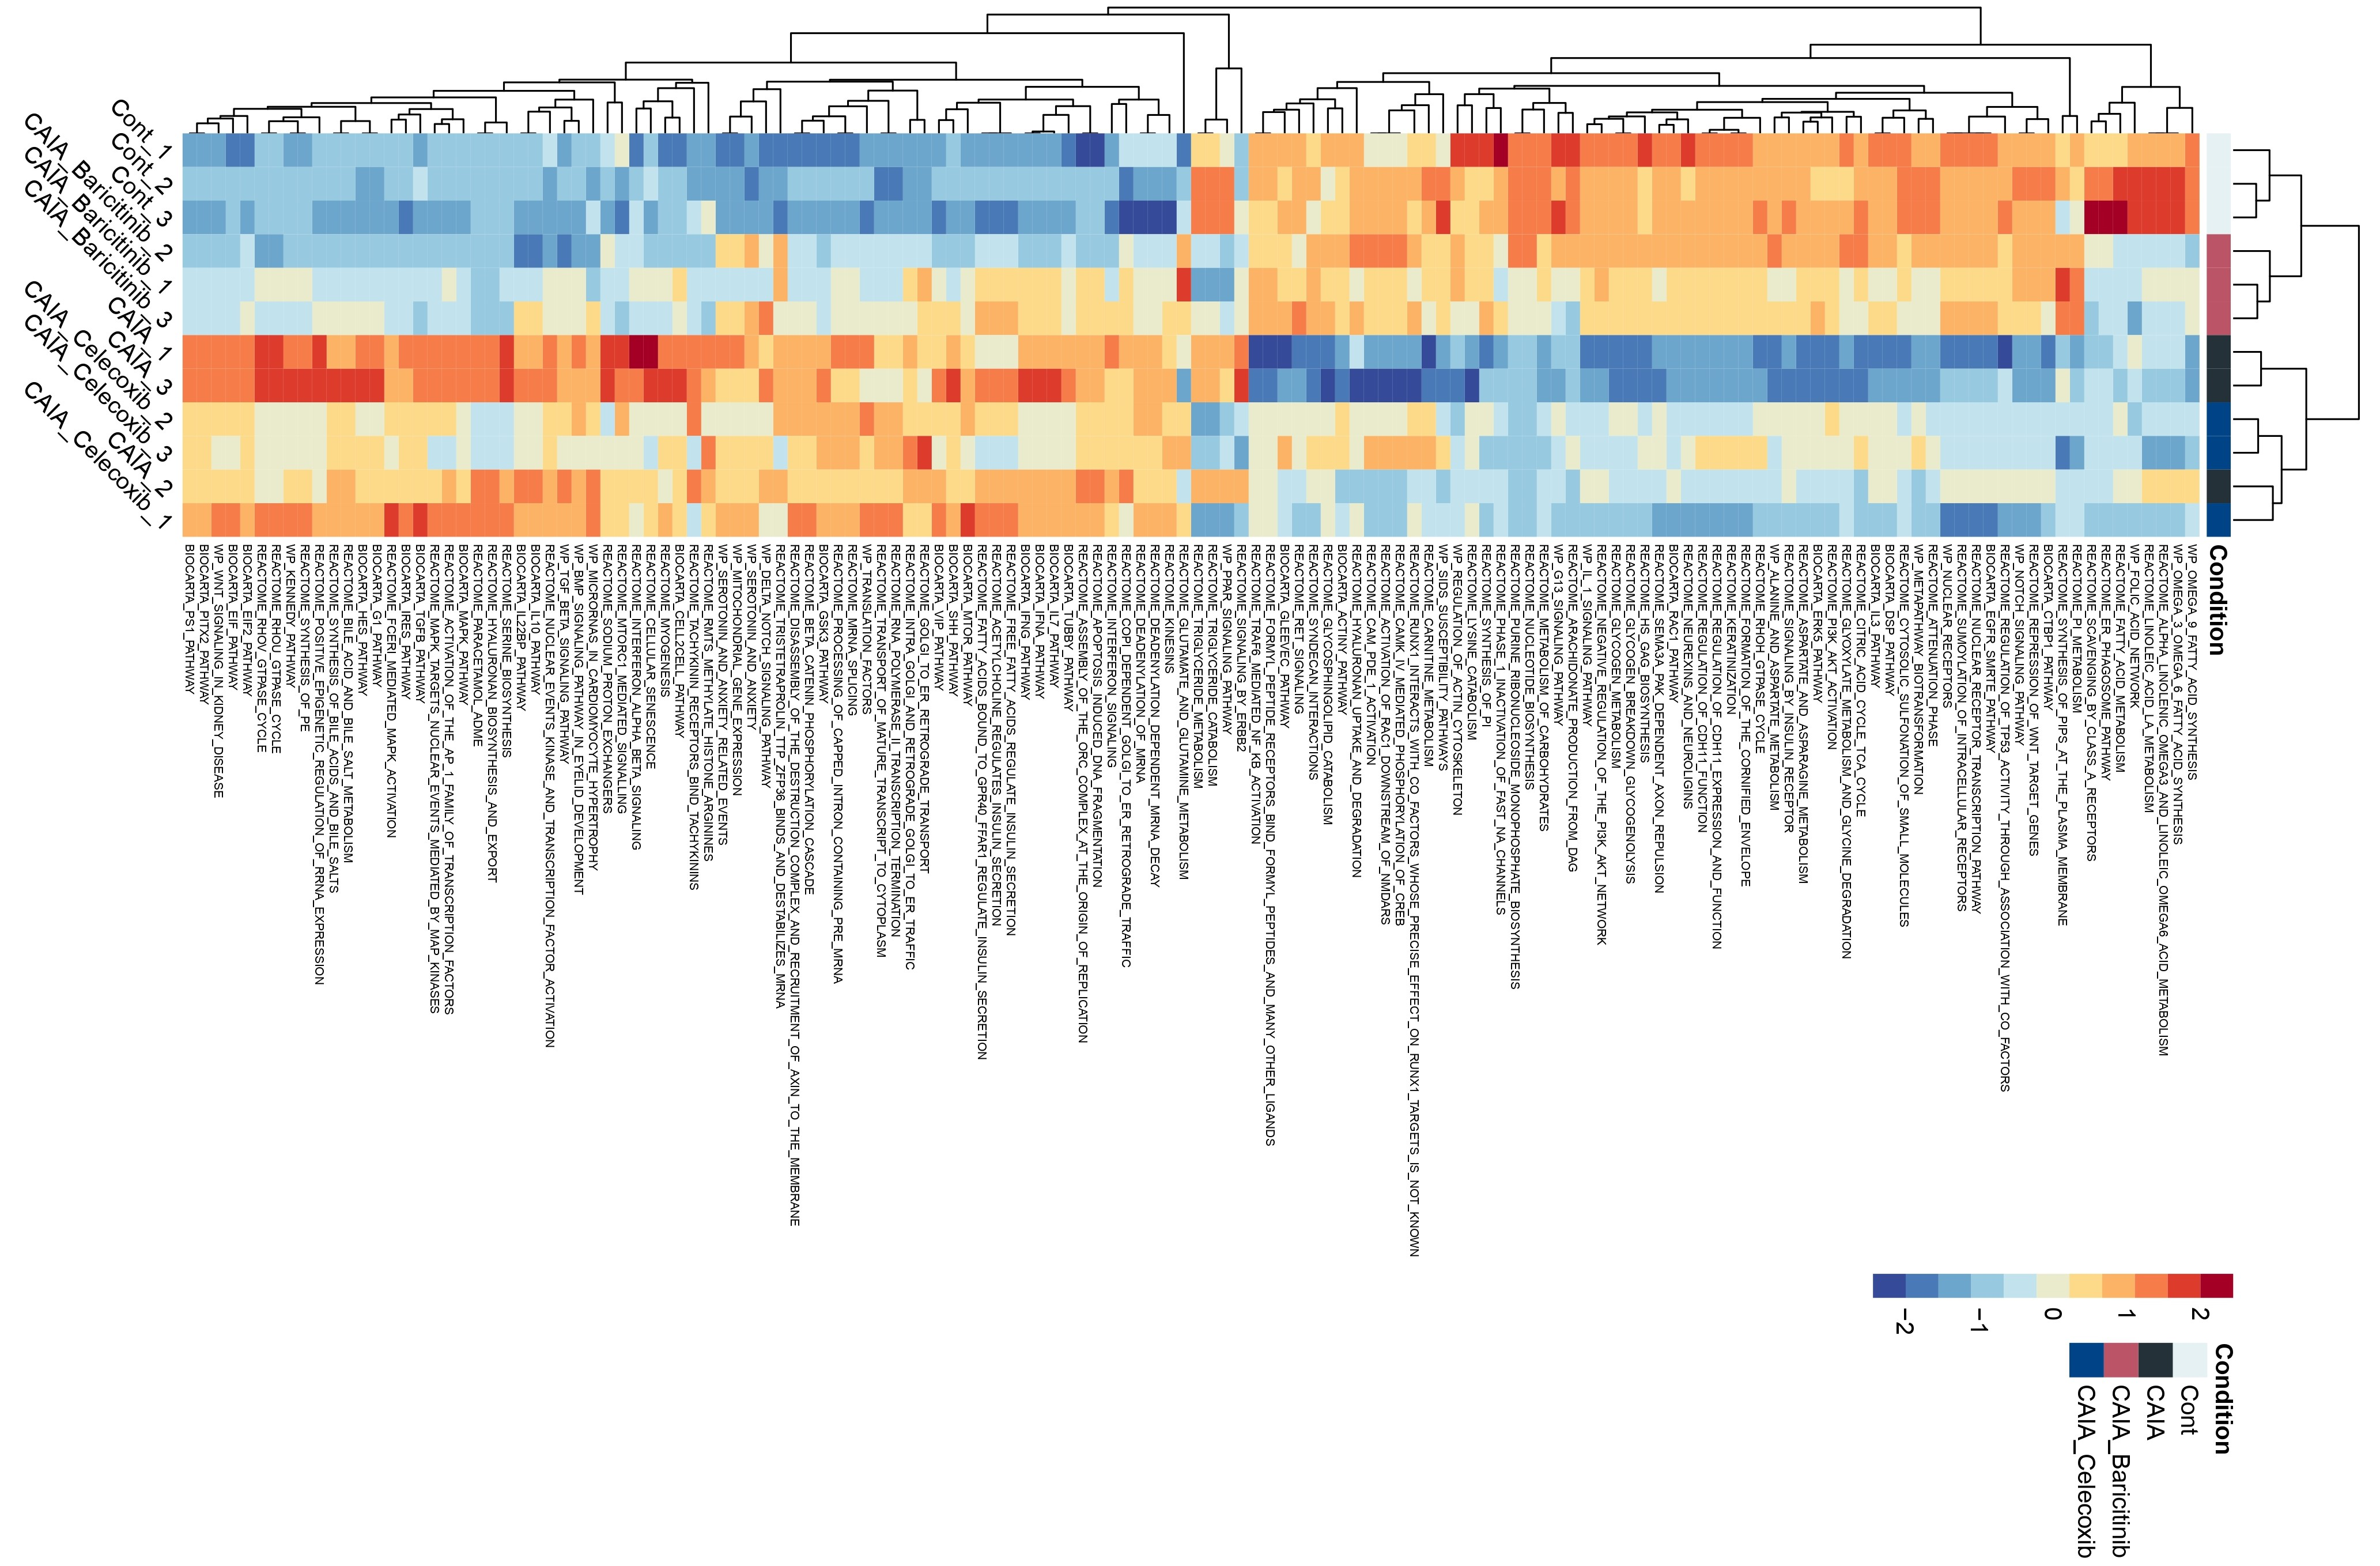 Condition
WP_OMEGA_9_FATTY_ACID_SYNTHESIS
WP_OMEGA_3_OMEGA_6_FATTY_ACID_SYNTHESIS
REACTOME_ALPHA_LINOLENIC_OMEGA3_AND_LINOLEIC_OMEGA6_ACID_METABOLISM
REACTOME_LINOLEIC_ACID_LA_METABOLISM
WP_FOLIC_ACID_NETWORK
REACTOME_FATTY_ACID_METABOLISM
REACTOME_ER_PHAGOSOME_PATHWAY
REACTOME_SCAVENGING_BY_CLASS_A_RECEPTORS
REACTOME_PI_METABOLISM
REACTOME_SYNTHESIS_OF_PIPS_AT_THE_PLASMA_MEMBRANE
BIOCARTA_CTBP1_PATHWAY
REACTOME_REPRESSION_OF_WNT_TARGET_GENES
WP_NOTCH_SIGNALING_PATHWAY
REACTOME_REGULATION_OF_TP53_ACTIVITY_THROUGH_ASSOCIATION_WITH_CO_FACTORS
BIOCARTA_EGFR_SMRTE_PATHWAY
REACTOME_NUCLEAR_RECEPTOR_TRANSCRIPTION_PATHWAY
REACTOME_SUMOYLATION_OF_INTRACELLULAR_RECEPTORS
WP_NUCLEAR_RECEPTORS
REACTOME_ATTENUATION_PHASE
WP_METAPATHWAY_BIOTRANSFORMATION
REACTOME_CYTOSOLIC_SULFONATION_OF_SMALL_MOLECULES
BIOCARTA_DSP_PATHWAY
BIOCARTA_IL3_PATHWAY
REACTOME_CITRIC_ACID_CYCLE_TCA_CYCLE
REACTOME_GLYOXYLATE_METABOLISM_AND_GLYCINE_DEGRADATION
REACTOME_PI3K_AKT_ACTIVATION
BIOCARTA_ERK5_PATHWAY
REACTOME_ASPARTATE_AND_ASPARAGINE_METABOLISM
REACTOME_SIGNALING_BY_INSULIN_RECEPTOR
WP_ALANINE_AND_ASPARTATE_METABOLISM
REACTOME_RHOH_GTPASE_CYCLE
REACTOME_FORMATION_OF_THE_CORNIFIED_ENVELOPE
REACTOME_KERATINIZATION
REACTOME_REGULATION_OF_CDH11_EXPRESSION_AND_FUNCTION
REACTOME_REGULATION_OF_CDH11_FUNCTION
REACTOME_NEUREXINS_AND_NEUROLIGINS
BIOCARTA_RAC1_PATHWAY
REACTOME_SEMA3A_PAK_DEPENDENT_AXON_REPULSION
REACTOME_HS_GAG_BIOSYNTHESIS
REACTOME_GLYCOGEN_BREAKDOWN_GLYCOGENOLYSIS
REACTOME_GLYCOGEN_METABOLISM
REACTOME_NEGATIVE_REGULATION_OF_THE_PI3K_AKT_NETWORK
WP_IL_1_SIGNALING_PATHWAY
REACTOME_ARACHIDONATE_PRODUCTION_FROM_DAG
WP_G13_SIGNALING_PATHWAY
REACTOME_METABOLISM_OF_CARBOHYDRATES
REACTOME_NUCLEOTIDE_BIOSYNTHESIS
REACTOME_PURINE_RIBONUCLEOSIDE_MONOPHOSPHATE_BIOSYNTHESIS
REACTOME_PHASE_1_INACTIVATION_OF_FAST_NA_CHANNELS
REACTOME_SYNTHESIS_OF_PI
REACTOME_LYSINE_CATABOLISM
WP_REGULATION_OF_ACTIN_CYTOSKELETON
WP_SIDS_SUSCEPTIBILITY_PATHWAYS
REACTOME_CARNITINE_METABOLISM
REACTOME_RUNX1_INTERACTS_WITH_CO_FACTORS_WHOSE_PRECISE_EFFECT_ON_RUNX1_TARGETS_IS_NOT_KNOWN
REACTOME_CAMK_IV_MEDIATED_PHOSPHORYLATION_OF_CREB
REACTOME_ACTIVATION_OF_RAC1_DOWNSTREAM_OF_NMDARS
REACTOME_CAM_PDE_1_ACTIVATION
REACTOME_HYALURONAN_UPTAKE_AND_DEGRADATION
BIOCARTA_ACTINY_PATHWAY
REACTOME_GLYCOSPHINGOLIPID_CATABOLISM
REACTOME_SYNDECAN_INTERACTIONS
REACTOME_RET_SIGNALING
BIOCARTA_GLEEVEC_PATHWAY
REACTOME_FORMYL_PEPTIDE_RECEPTORS_BIND_FORMYL_PEPTIDES_AND_MANY_OTHER_LIGANDS
REACTOME_TRAF6_MEDIATED_NF_KB_ACTIVATION
REACTOME_SIGNALING_BY_ERBB2
WP_PPAR_SIGNALING_PATHWAY
REACTOME_TRIGLYCERIDE_CATABOLISM
REACTOME_TRIGLYCERIDE_METABOLISM
REACTOME_GLUTAMATE_AND_GLUTAMINE_METABOLISM
REACTOME_KINESINS
REACTOME_DEADENYLATION_DEPENDENT_MRNA_DECAY
REACTOME_DEADENYLATION_OF_MRNA
REACTOME_COPI_DEPENDENT_GOLGI_TO_ER_RETROGRADE_TRAFFIC
REACTOME_INTERFERON_SIGNALING
REACTOME_APOPTOSIS_INDUCED_DNA_FRAGMENTATION
REACTOME_ASSEMBLY_OF_THE_ORC_COMPLEX_AT_THE_ORIGIN_OF_REPLICATION
BIOCARTA_TUBBY_PATHWAY
BIOCARTA_IL7_PATHWAY
BIOCARTA_IFNA_PATHWAY
BIOCARTA_IFNG_PATHWAY
REACTOME_FREE_FATTY_ACIDS_REGULATE_INSULIN_SECRETION
REACTOME_ACETYLCHOLINE_REGULATES_INSULIN_SECRETION
REACTOME_FATTY_ACIDS_BOUND_TO_GPR40_FFAR1_REGULATE_INSULIN_SECRETION
BIOCARTA_MTOR_PATHWAY
BIOCARTA_SHH_PATHWAY
BIOCARTA_VIP_PATHWAY
REACTOME_GOLGI_TO_ER_RETROGRADE_TRANSPORT
REACTOME_INTRA_GOLGI_AND_RETROGRADE_GOLGI_TO_ER_TRAFFIC
REACTOME_RNA_POLYMERASE_II_TRANSCRIPTION_TERMINATION
REACTOME_TRANSPORT_OF_MATURE_TRANSCRIPT_TO_CYTOPLASM
WP_TRANSLATION_FACTORS
REACTOME_MRNA_SPLICING
REACTOME_PROCESSING_OF_CAPPED_INTRON_CONTAINING_PRE_MRNA
BIOCARTA_GSK3_PATHWAY
REACTOME_BETA_CATENIN_PHOSPHORYLATION_CASCADE
REACTOME_DISASSEMBLY_OF_THE_DESTRUCTION_COMPLEX_AND_RECRUITMENT_OF_AXIN_TO_THE_MEMBRANE
REACTOME_TRISTETRAPROLIN_TTP_ZFP36_BINDS_AND_DESTABILIZES_MRNA
WP_DELTA_NOTCH_SIGNALING_PATHWAY
WP_SEROTONIN_AND_ANXIETY
WP_MITOCHONDRIAL_GENE_EXPRESSION
WP_SEROTONIN_AND_ANXIETY_RELATED_EVENTS
REACTOME_RMTS_METHYLATE_HISTONE_ARGININES
REACTOME_TACHYKININ_RECEPTORS_BIND_TACHYKININS
BIOCARTA_CELL2CELL_PATHWAY
REACTOME_MYOGENESIS
REACTOME_CELLULAR_SENESCENCE
REACTOME_INTERFERON_ALPHA_BETA_SIGNALING
REACTOME_MTORC1_MEDIATED_SIGNALLING
REACTOME_SODIUM_PROTON_EXCHANGERS
WP_MICRORNAS_IN_CARDIOMYOCYTE_HYPERTROPHY
WP_BMP_SIGNALING_PATHWAY_IN_EYELID_DEVELOPMENT
WP_TGF_BETA_SIGNALING_PATHWAY
REACTOME_NUCLEAR_EVENTS_KINASE_AND_TRANSCRIPTION_FACTOR_ACTIVATION
BIOCARTA_IL10_PATHWAY
BIOCARTA_IL22BP_PATHWAY
REACTOME_SERINE_BIOSYNTHESIS
REACTOME_HYALURONAN_BIOSYNTHESIS_AND_EXPORT
REACTOME_PARACETAMOL_ADME
BIOCARTA_MAPK_PATHWAY
REACTOME_ACTIVATION_OF_THE_AP_1_FAMILY_OF_TRANSCRIPTION_FACTORS
REACTOME_MAPK_TARGETS_NUCLEAR_EVENTS_MEDIATED_BY_MAP_KINASES
BIOCARTA_TGFB_PATHWAY
BIOCARTA_IRES_PATHWAY
REACTOME_FCERI_MEDIATED_MAPK_ACTIVATION
BIOCARTA_G1_PATHWAY
BIOCARTA_HES_PATHWAY
REACTOME_BILE_ACID_AND_BILE_SALT_METABOLISM
REACTOME_SYNTHESIS_OF_BILE_ACIDS_AND_BILE_SALTS
REACTOME_POSITIVE_EPIGENETIC_REGULATION_OF_RRNA_EXPRESSION
REACTOME_SYNTHESIS_OF_PE
WP_KENNEDY_PATHWAY
REACTOME_RHOU_GTPASE_CYCLE
REACTOME_RHOV_GTPASE_CYCLE
BIOCARTA_EIF2_PATHWAY
BIOCARTA_EIF_PATHWAY
WP_WNT_SIGNALING_IN_KIDNEY_DISEASE
BIOCARTA_PITX2_PATHWAY
BIOCARTA_PS1_PATHWAY
Cont_1
Cont_2
Cont_3
CAIA_Baricitinib_2
CAIA_Baricitinib_1
CAIA_Baricitinib_3
CAIA_1
CAIA_3
CAIA_Celecoxib_2
CAIA_Celecoxib_3
CAIA_2
CAIA_Celecoxib_1
2
1
0
-1
-2
Condition
Cont
CAIA
CAIA_Baricitinib
CAIA_Celecoxib